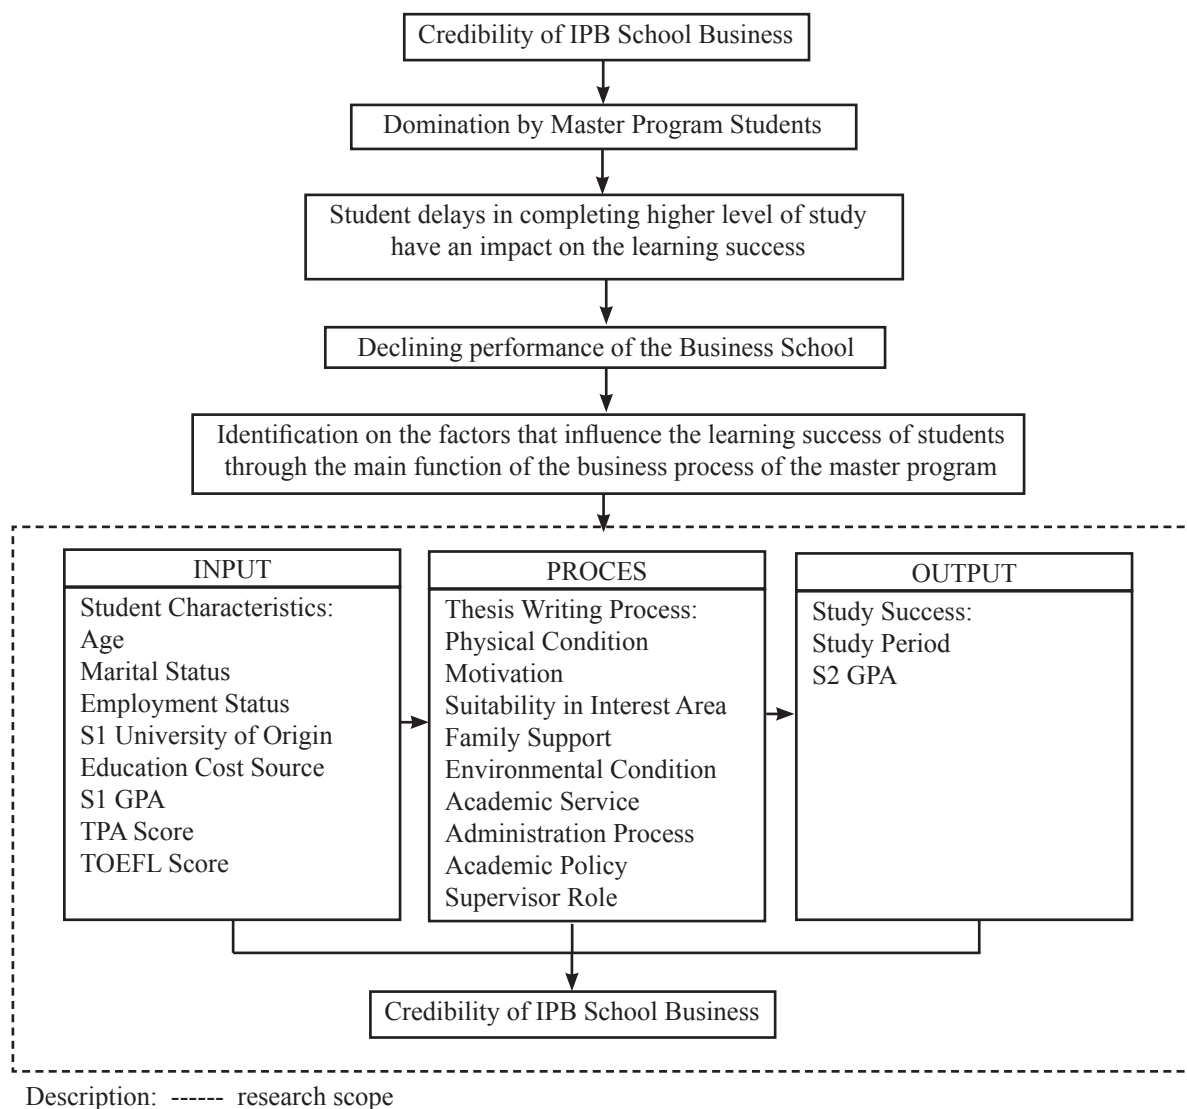 Credibility of IPB School Business
Domination by Master Program Students
Student delays in completing higher level of study
have an impact on the learning success
Declining performance of the Business School
Identification on the factors that influence the learning success of students
through the main function of the business process of the master program
INPUT
Student Characteristics:
Age
Marital Status
Employment Status
S1 University of Origin
Education Cost Source
S1 GPA
TPA Score
TOEFL Score
PROCES
Thesis Writing Process:
Physical Condition
Motivation
Suitability in Interest Area
Family Support
Environmental Condition
Academic Service
Administration Process
Academic Policy
Supervisor Role
OUTPUT
Study Success:
Study Period
S2 GPA
Credibility of IPB School Business
Description: ------ research scope